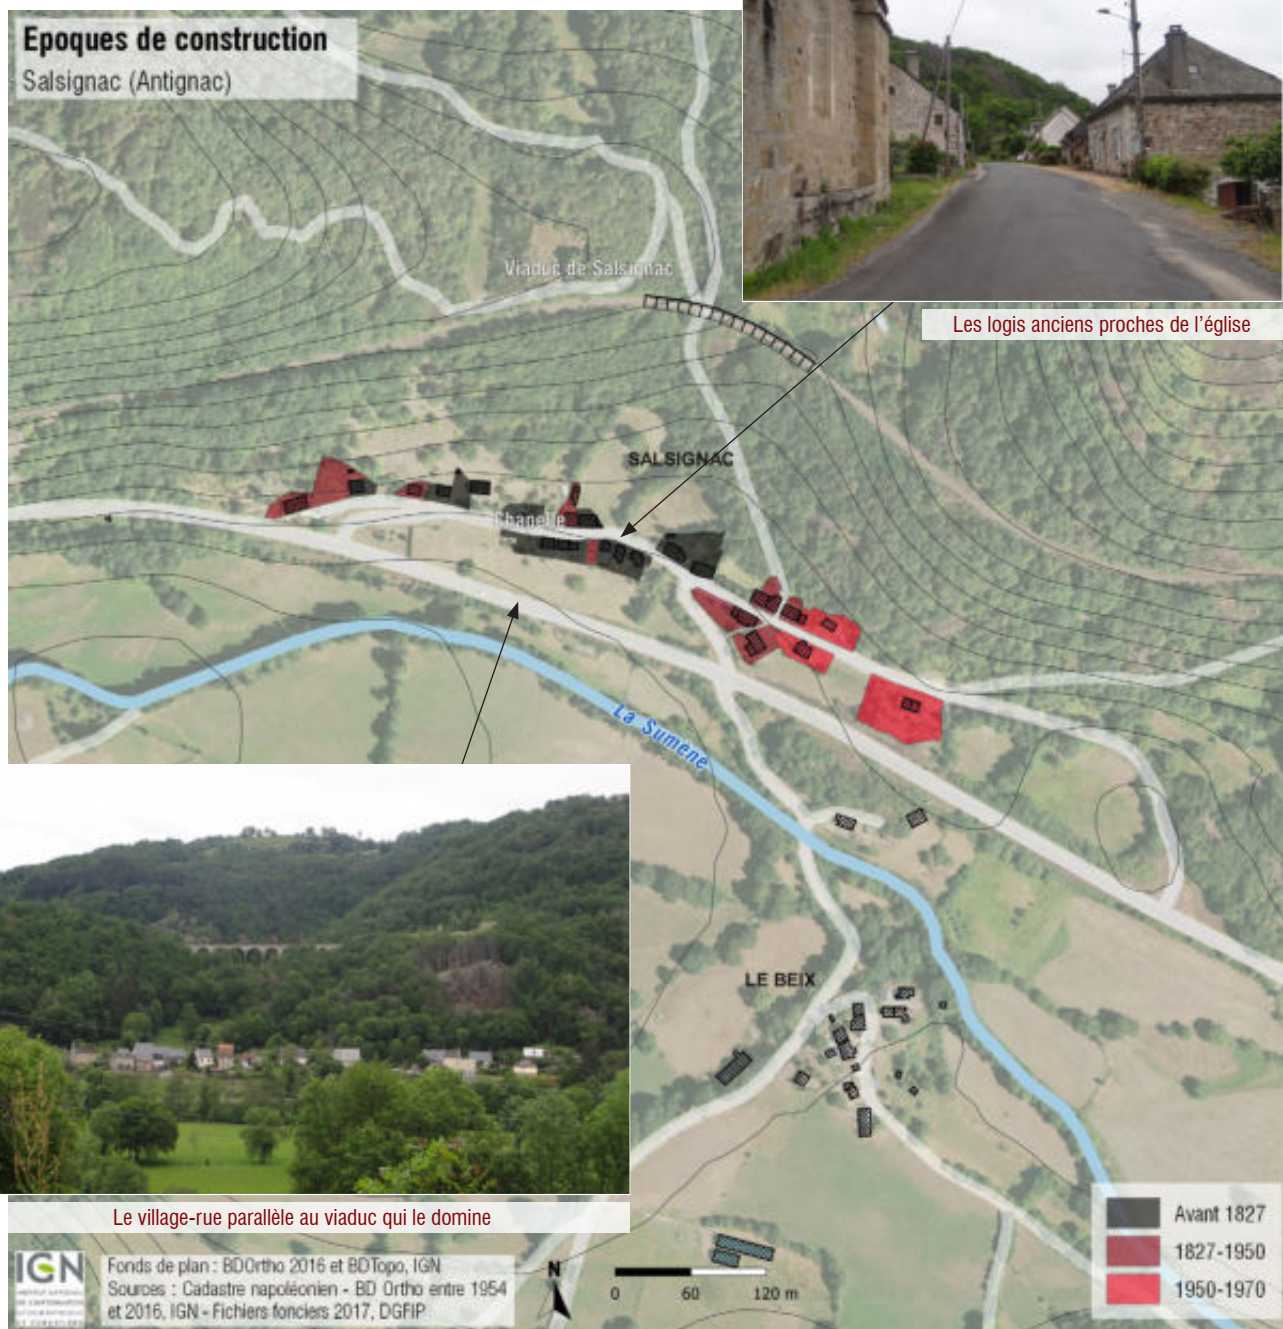 Epoques de construction
Salsignac (Antignac)
Les logis anciens proches de l'église
Viaduc de Salsignac
SALSIGNAC
Chapelle
La Sumène
LE BEIX
Le village-rue parallèle au viaduc qui le domine
Avant 1827
1827-1950
1950-1970
IGN
Fonds de plan : BDOrtho 2016 et BDTopo, IGN
Sources : Cadastre napoléonien - BD Ortho entre 1954
et 2016, IGN - Fichiers fonciers 2017, DGFIP
N
0 60 120 m